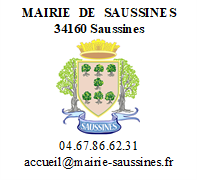 MAIRIE DE SAUSSINES
34160 Saussines
SAUSSINES
04.67.86.62.31
accueil@mairie-saussines.fr